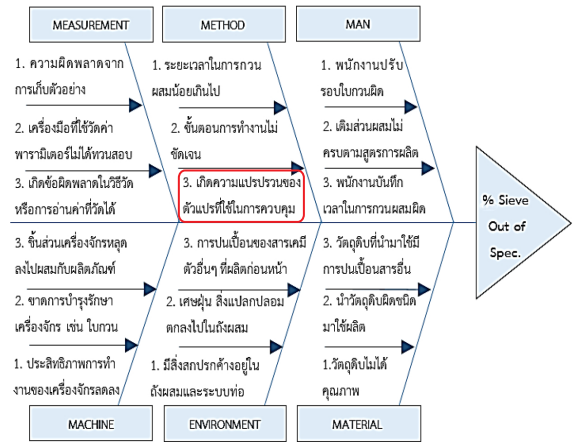 MEASUREMENT
METHOD
MAN
1. ความผิดพลาดจาก
การเก็บตัวอย่าง
2. เครื่องมือที่ใช้วัดค่า
พารามิเตอร์ไม่ได้ทวนสอบ
3. เกิดข้อผิดพลาดในวิธีวัด
หรือการอ่านค่าที่วัดได้
1. ระยะเวลาในการกวน
ผสมน้อยเกินไป
2. ขั้นตอนการทำงานไม่
ชัดเจน
3. เกิดความแปรปรวนของ
ตัวแปรที่ใช้ในการควบคุม
1. พนักงานปรับ
รอบใบกวนผิด
2. เติมส่วนผสมไม่
ครบตามสูตรการผลิต
3. พนักงานบันทึก
เวลาในการกวนผสมผิด
% Sieve
Out of
Spec.
3. ชิ้นส่วนเครื่องจักรหลุด
ลงไปผสมกับผลิตภัณฑ์
2. ขาดการบำรุงรักษา
เครื่องจักร เช่น ใบกวน
1. ประสิทธิภาพการทำ
งานของเครื่องจักรลดลง
3. การปนเปื้อนของสารเคมี
ตัวอื่นๆ ที่ผลิตก่อนหน้า
2. เศษฝุ่น สิ่งแปลกปลอม
ตกลงไปในถังผสม
1. มีสิ่งสกปรกค้างอยู่ใน
ถังผสมและระบบท่อ
3. วัตถุดิบที่นำมาใช้มี
การปนเปื้อนสารอื่น
2. นำวัตถุดิบผิดชนิด
มาใช้ผลิต
1.วัตถุดิบไม่ได้
คุณภาพ
MACHINE
ENVIRONMENT
MATERIAL